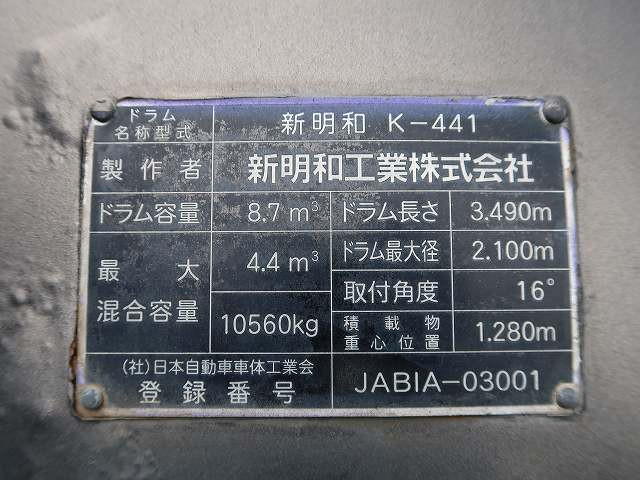 ドラム
名称型式 新明和 K-441
製作者 新明和工業株式会社
ドラム容量 8.7 m³ ドラム長さ 3.490m
最大
混合容量 4.4 m³ ドラム最大径 2.100m
10560kg 取付角度 16°
積載物
重心位置 1.280m
(社)日本自動車車体工業会
登録番号 JABIA-03001